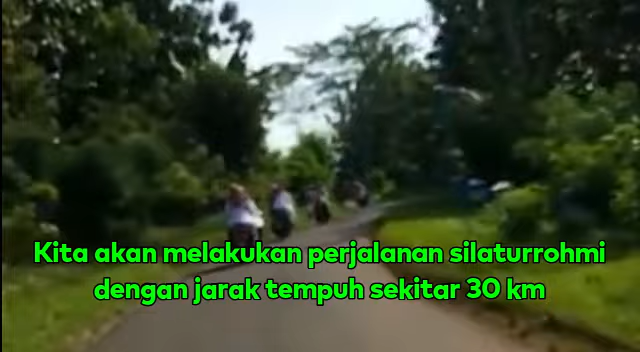 Kita akan melakukan perjalanan silaturrohmi
dengan jarak tempuh sekitar 30 km